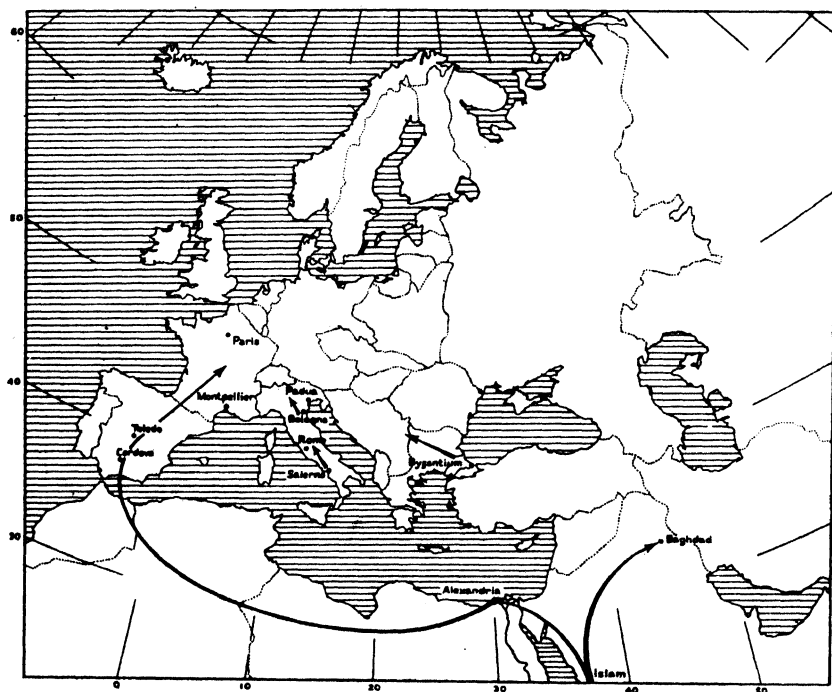 60
50
Paris
40
Padua
Montpellier
Bologna
Toledo
Rome
Cordova
Byzantium
Salerno
30
Baghdad
Alexandria
Islam
0
10
20
30
40
50